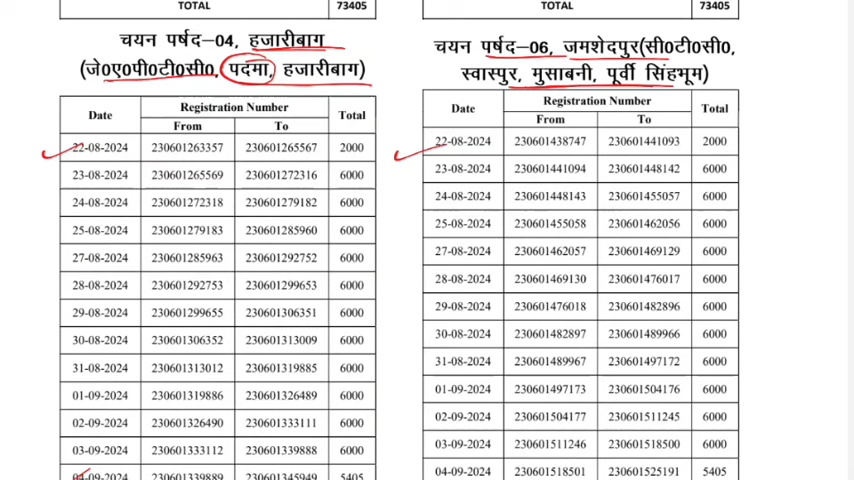 TOTAL 73405
चयन पर्षद-04, हजारीबाग
(जे0ए0पी0टी0सी0, पदमा, हजारीबाग)
Date Registration Number Total
From To
22-08-2024 230601263357 230601265567 2000
23-08-2024 230601265569 230601272316 6000
24-08-2024 230601272318 230601279182 6000
25-08-2024 230601279183 230601285960 6000
27-08-2024 230601285963 230601292752 6000
28-08-2024 230601292753 230601299653 6000
29-08-2024 230601299655 230601306351 6000
30-08-2024 230601306352 230601313009 6000
31-08-2024 230601313012 230601319885 6000
01-09-2024 230601319886 230601326489 6000
02-09-2024 230601326490 230601333111 6000
03-09-2024 230601333112 230601339888 6000
04-09-2024 230601339889 230601345949 5405
TOTAL 73405
चयन पर्षद-06, जमशेदपुर(सी0टी0सी0,
स्वासपुर, मुसाबनी, पूर्वी सिंहभूम)
Date Registration Number Total
From To
22-08-2024 230601438747 230601441093 2000
23-08-2024 230601441094 230601448142 6000
24-08-2024 230601448143 230601455057 6000
25-08-2024 230601455058 230601462056 6000
27-08-2024 230601462057 230601469129 6000
28-08-2024 230601469130 230601476017 6000
29-08-2024 230601476018 230601482896 6000
30-08-2024 230601482897 230601489966 6000
31-08-2024 230601489967 230601497172 6000
01-09-2024 230601497173 230601504176 6000
02-09-2024 230601504177 230601511245 6000
03-09-2024 230601511246 230601518500 6000
04-09-2024 230601518501 230601525191 5405